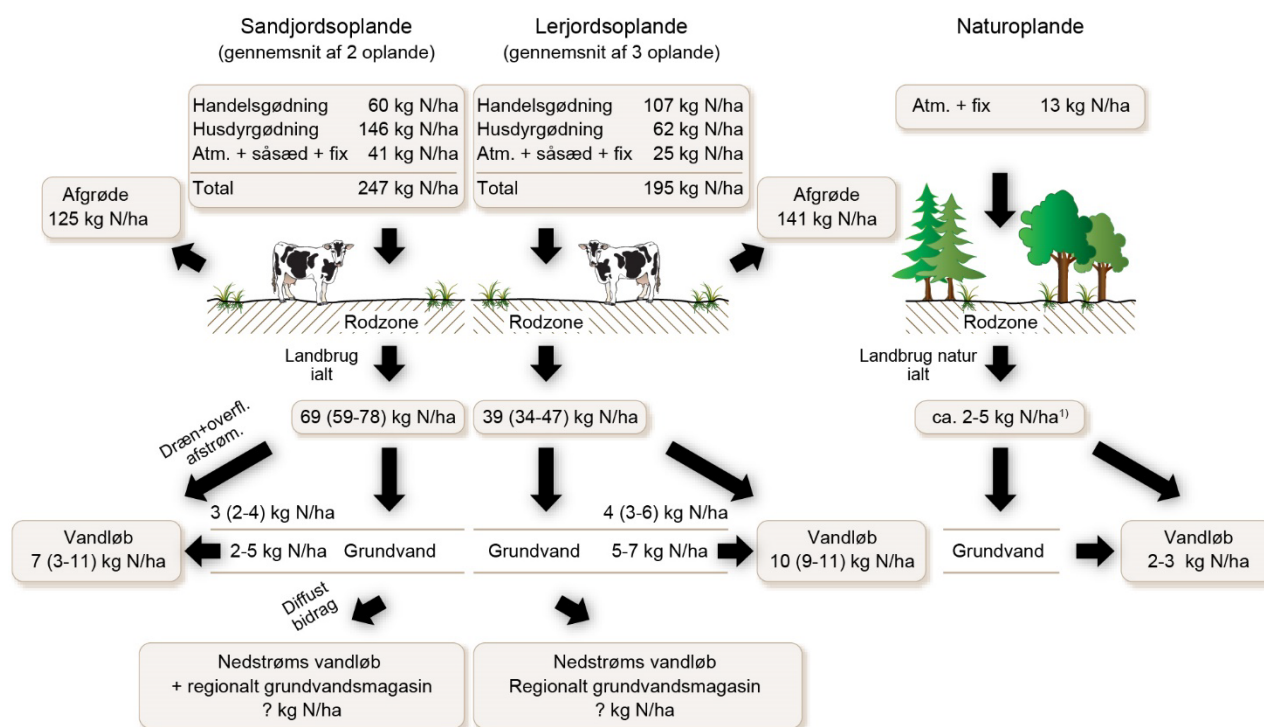 Sandjordsoplande
(gennemsnit af 2 oplande)
Lerjordsoplande
(gennemsnit af 3 oplande)
Naturoplande
Handelsgødning 60 kg N/ha
Husdyrgødning 146 kg N/ha
Atm. + såsæd + fix 41 kg N/ha
Total 247 kg N/ha
Handelsgødning 107 kg N/ha
Husdyrgødning 62 kg N/ha
Atm. + såsæd + fix 25 kg N/ha
Total 195 kg N/ha
Atm. + fix 13 kg N/ha
Afgrøde
125 kg N/ha
Afgrøde
141 kg N/ha
Rodzone
Rodzone
Rodzone
Landbrug
ialt
Landbrug natur
ialt
69 (59-78) kg N/ha
39 (34-47) kg N/ha
ca. 2-5 kg N/ha¹⁾
Dræn+overfl.
afstrøm.
3 (2-4) kg N/ha
4 (3-6) kg N/ha
Vandløb
7 (3-11) kg N/ha
2-5 kg N/ha
Grundvand
Grundvand
5-7 kg N/ha
Vandløb
10 (9-11) kg N/ha
Grundvand
Vandløb
2-3 kg N/ha
Diffust
bidrag
Nedstrøms vandløb
+ regionalt grundvandsmagasin
? kg N/ha
Nedstrøms vandløb
Regionalt grundvandsmagasin
? kg N/ha